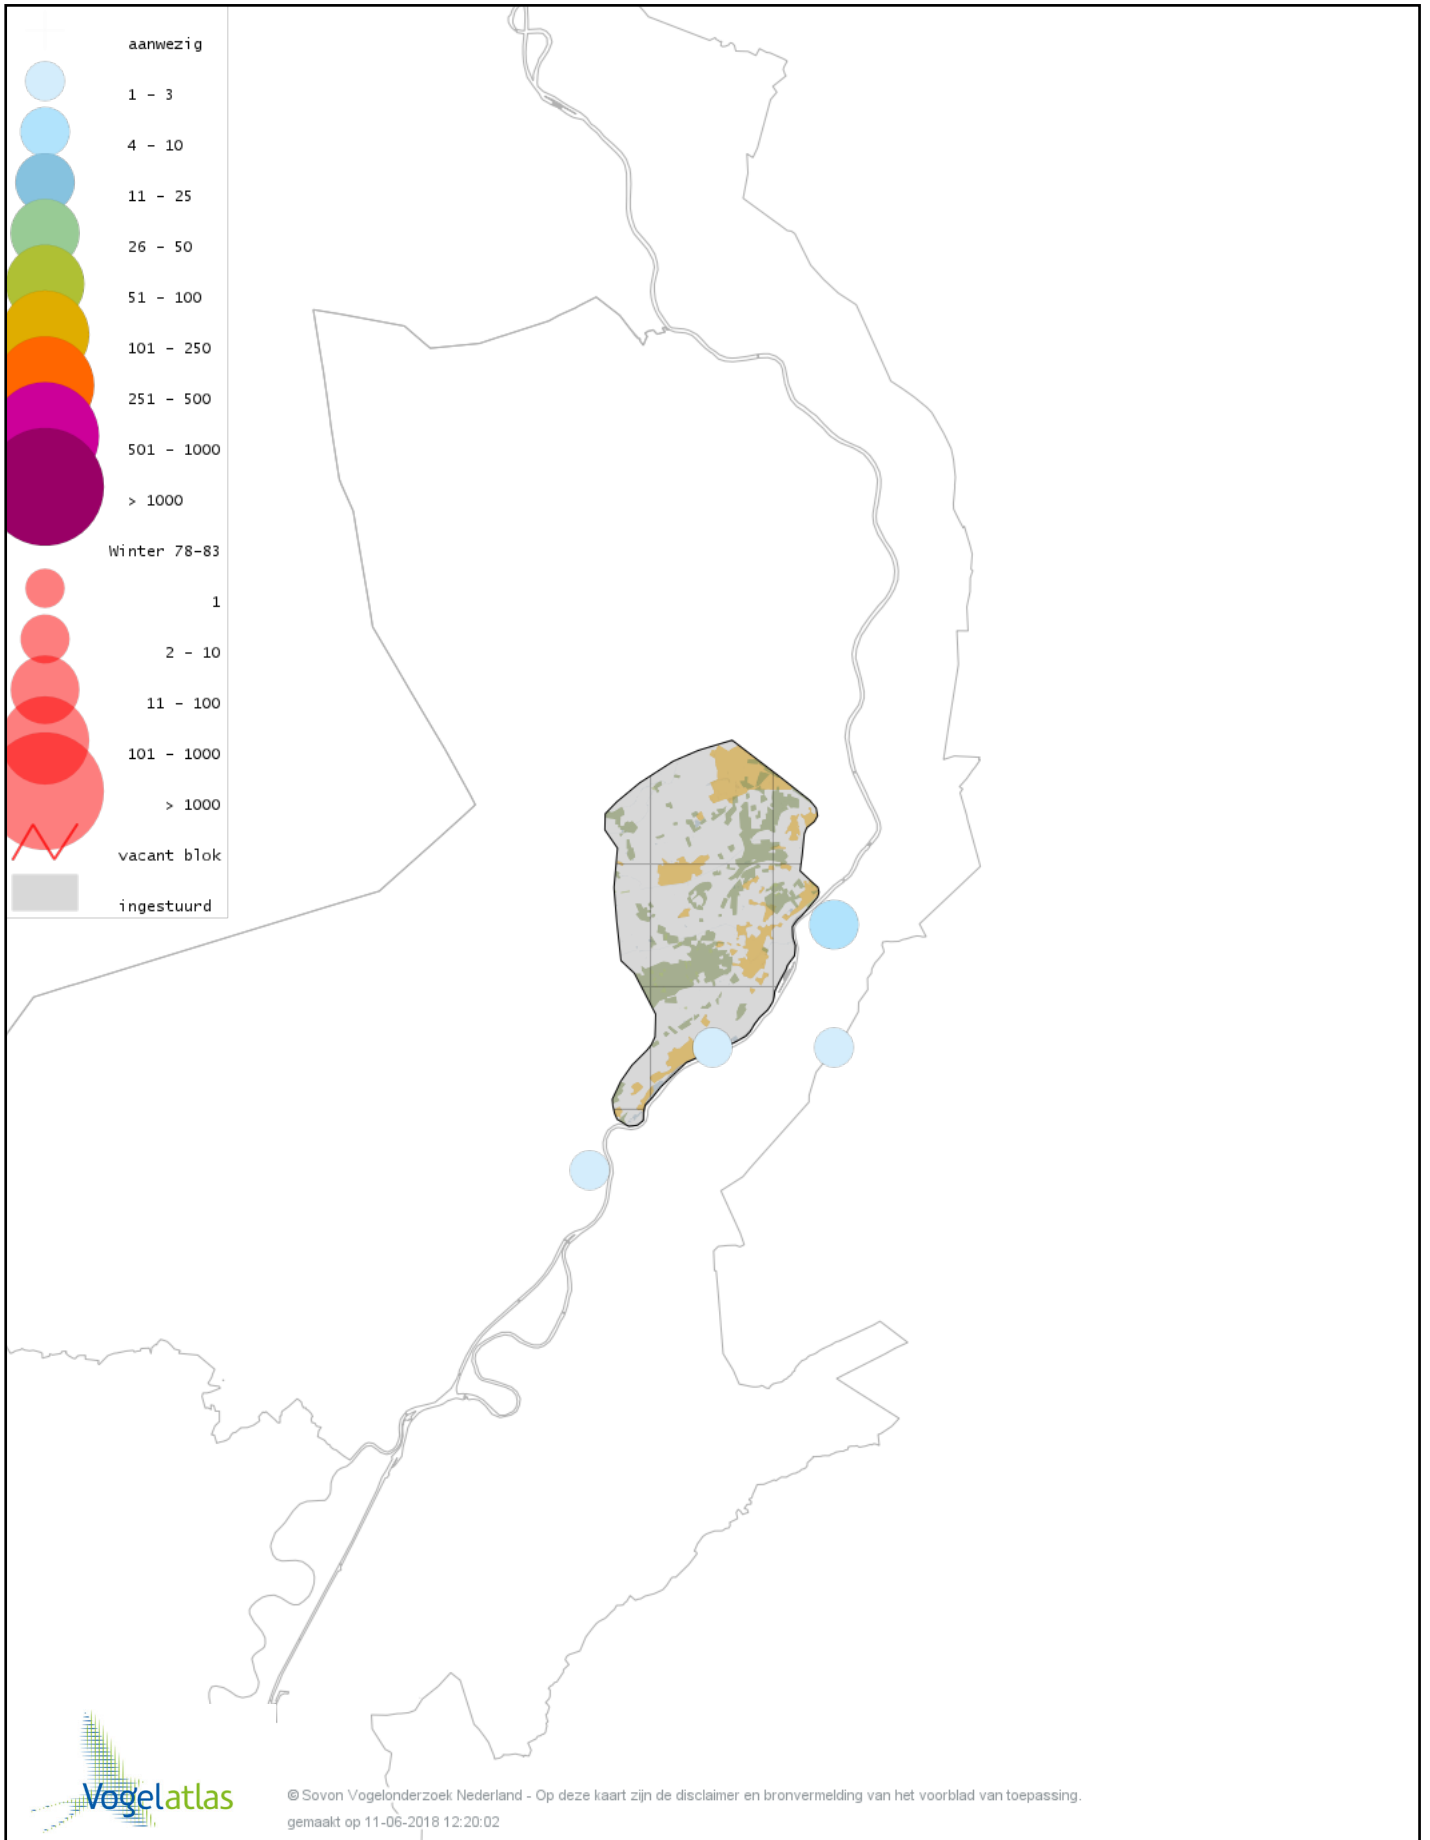 aanwezig
1 - 3
4 - 10
11 - 25
26 - 50
51 - 100
101 - 250
251 - 500
501 - 1000
> 1000
Winter 78-83
1
2 - 10
11 - 100
101 - 1000
> 1000
vacant blok
ingestuurd
Vogelatlas
© Sovon Vogelonderzoek Nederland - Op deze kaart zijn de disclaimer en bronvermelding van het voorblad van toepassing.
gemaakt op 11-06-2018 12:20:02